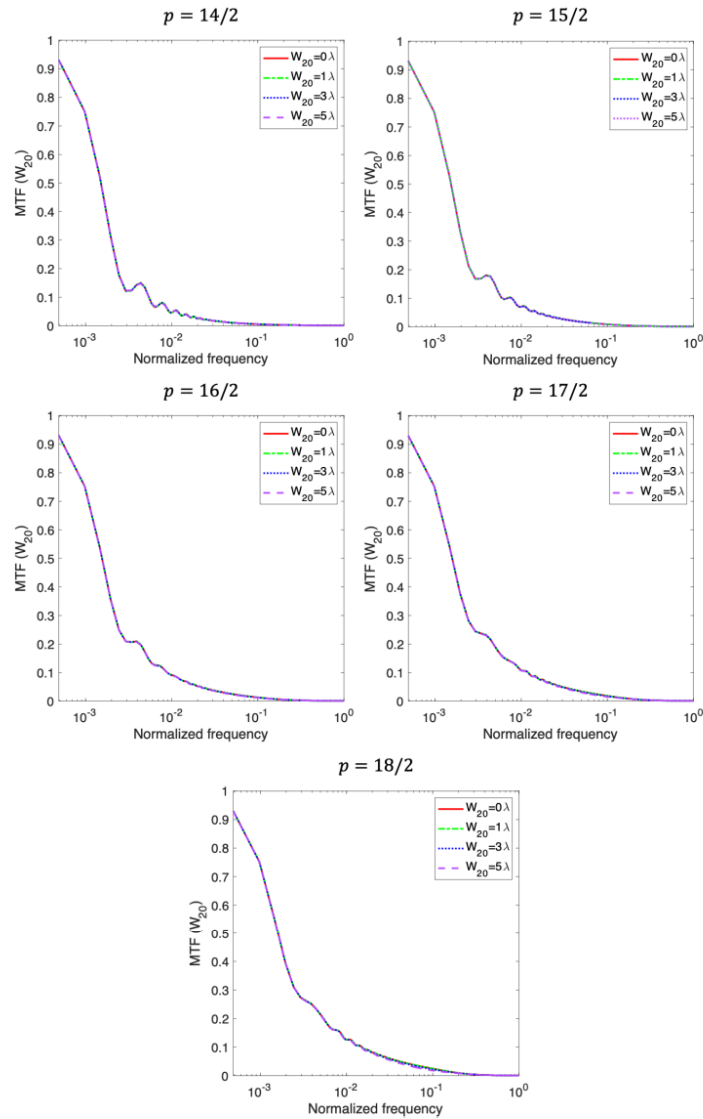 p = 14/2
1
0.9
0.8
0.7
0.6
0.5
0.4
0.3
0.2
0.1
0
MTF (W₂₀)
W₂₀=0λ
W₂₀=1λ
W₂₀=3λ
W₂₀=5λ
10⁻³ 10⁻² 10⁻¹ 10⁰
Normalized frequency
p = 15/2
1
0.9
0.8
0.7
0.6
0.5
0.4
0.3
0.2
0.1
0
MTF (W₂₀)
W₂₀=0λ
W₂₀=1λ
W₂₀=3λ
W₂₀=5λ
10⁻³ 10⁻² 10⁻¹ 10⁰
Normalized frequency
p = 16/2
1
0.9
0.8
0.7
0.6
0.5
0.4
0.3
0.2
0.1
0
MTF (W₂₀)
W₂₀=0λ
W₂₀=1λ
W₂₀=3λ
W₂₀=5λ
10⁻³ 10⁻² 10⁻¹ 10⁰
Normalized frequency
p = 17/2
1
0.9
0.8
0.7
0.6
0.5
0.4
0.3
0.2
0.1
0
MTF (W₂₀)
W₂₀=0λ
W₂₀=1λ
W₂₀=3λ
W₂₀=5λ
10⁻³ 10⁻² 10⁻¹ 10⁰
Normalized frequency
p = 18/2
1
0.9
0.8
0.7
0.6
0.5
0.4
0.3
0.2
0.1
0
MTF (W₂₀)
W₂₀=0λ
W₂₀=1λ
W₂₀=3λ
W₂₀=5λ
10⁻³ 10⁻² 10⁻¹ 10⁰
Normalized frequency